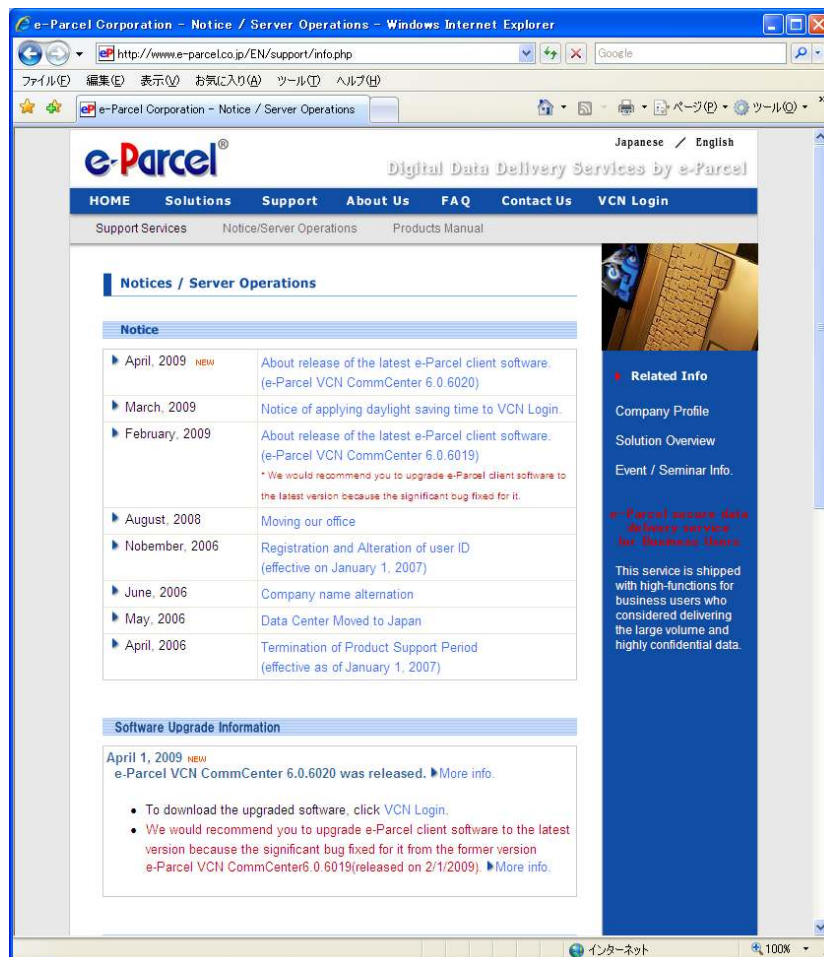 e-Parcel Corporation - Notice / Server Operations - Windows Internet Explorer
eP http://www.e-parcel.co.jp/EN/support/info.php
Google
ファイル(F) 編集(E) 表示(V) お気に入り(A) ツール(T) ヘルプ(H)
eP e-Parcel Corporation - Notice / Server Operations
ページ(P) ツール(O) »
e-Parcel®
Japanese / English
Digital Data Delivery Services by e-Parcel
HOME Solutions Support About Us FAQ Contact Us VCN Login
Support Services Notice/Server Operations Products Manual
Notices / Server Operations
Notice
April, 2009 NEW About release of the latest e-Parcel client software.
(e-Parcel VCN CommCenter 6.0.6020)
March, 2009 Notice of applying daylight saving time to VCN Login.
February, 2009 About release of the latest e-Parcel client software.
(e-Parcel VCN CommCenter 6.0.6019)
* We would recommend you to upgrade e-Parcel client software to
the latest version because the significant bug fixed for it.
August, 2008 Moving our office
Nobember, 2006 Registration and Alteration of user ID
(effective on January 1, 2007)
June, 2006 Company name alternation
May, 2006 Data Center Moved to Japan
April, 2006 Termination of Product Support Period
(effective as of January 1, 2007)
Software Upgrade Information
April 1, 2009 NEW
e-Parcel VCN CommCenter 6.0.6020 was released. More info.
• To download the upgraded software, click VCN Login.
• We would recommend you to upgrade e-Parcel client software to the latest
version because the significant bug fixed for it from the former version
e-Parcel VCN CommCenter6.0.6019(released on 2/1/2009). More info.
Related Info
Company Profile
Solution Overview
Event / Seminar Info.
e-Parcel secure data
delivery service
for Business Users
This service is shipped
with high-functions for
business users who
considered delivering
the large volume and
highly confidential data.
インターネット 100%